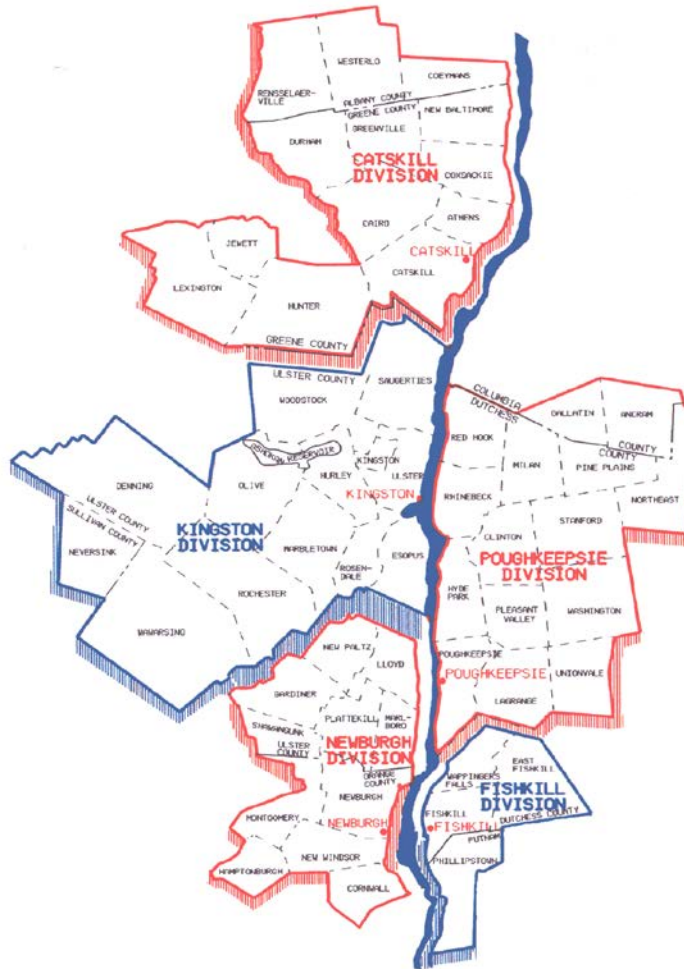 WESTERLO
COEYMANS
RENSSELAER-
VILLE
ALBANY COUNTY
GREENE COUNTY
NEW BALTIMORE
GREENVILLE
DURHAM
CATSKILL
DIVISION
COXSACKIE
CAIRO
ATHENS
JEWETT
CATSKILL
CATSKILL
LEXINGTON
HUNTER
GREENE COUNTY
ULSTER COUNTY
SAUGERTIES
WOODSTOCK
COLUMBIA
DUTCHESS
GALLATIN
ANCRAM
COUNTY
COUNTY
RED HOOK
ASHOKAN RESERVOIR
MILAN
PINE PLAINS
KINGSTON
DENNING
OLIVE
HURLEY
ULSTER
KINGSTON
RHINEBECK
NORTHEAST
ULSTER COUNTY
SULLIVAN COUNTY
STANFORD
KINGSTON
DIVISION
CLINTON
MARBLETOWN
NEVERSINK
ESOPUS
POUGHKEEPSIE
DIVISION
ROSEN-
DALE
ROCHESTER
HYDE
PARK
WAWARSING
PLEASANT
VALLEY
WASHINGTON
NEW PALTZ
LLOYD
POUGHKEEPSIE
POUGHKEEPSIE
UNIONVALE
GARDINER
LAGRANGE
PLATTEKILL
MARL-
BORO
SHAWANGUNK
NEWBURGH
DIVISION
ULSTER
COUNTY
ORANGE
COUNTY
EAST
FISHKILL
WAPPINGERS
FALLS
FISHKILL
DIVISION
NEWBURGH
FISHKILL
DUTCHESS COUNTY
MONTGOMERY
NEWBURGH
FISHKILL
PUTNAM
NEW WINDSOR
PHILLIPSTOWN
HAMPTONBURGH
CORNWALL